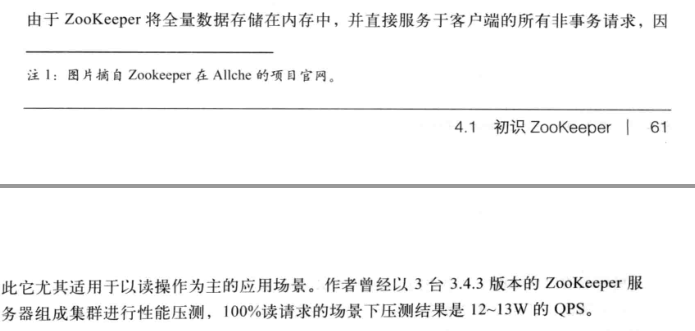 由于 ZooKeeper 将全量数据存储在内存中，并直接服务于客户端的所有非事务请求，因
注 1：图片摘自 Zookeeper 在 Allche 的项目官网。
4.1 初识 ZooKeeper | 61
此它尤其适用于以读操作为主的应用场景。作者曾经以 3 台 3.4.3 版本的 ZooKeeper 服
务器组成集群进行性能压测，100%读请求的场景下压测结果是 12~13W 的 QPS。